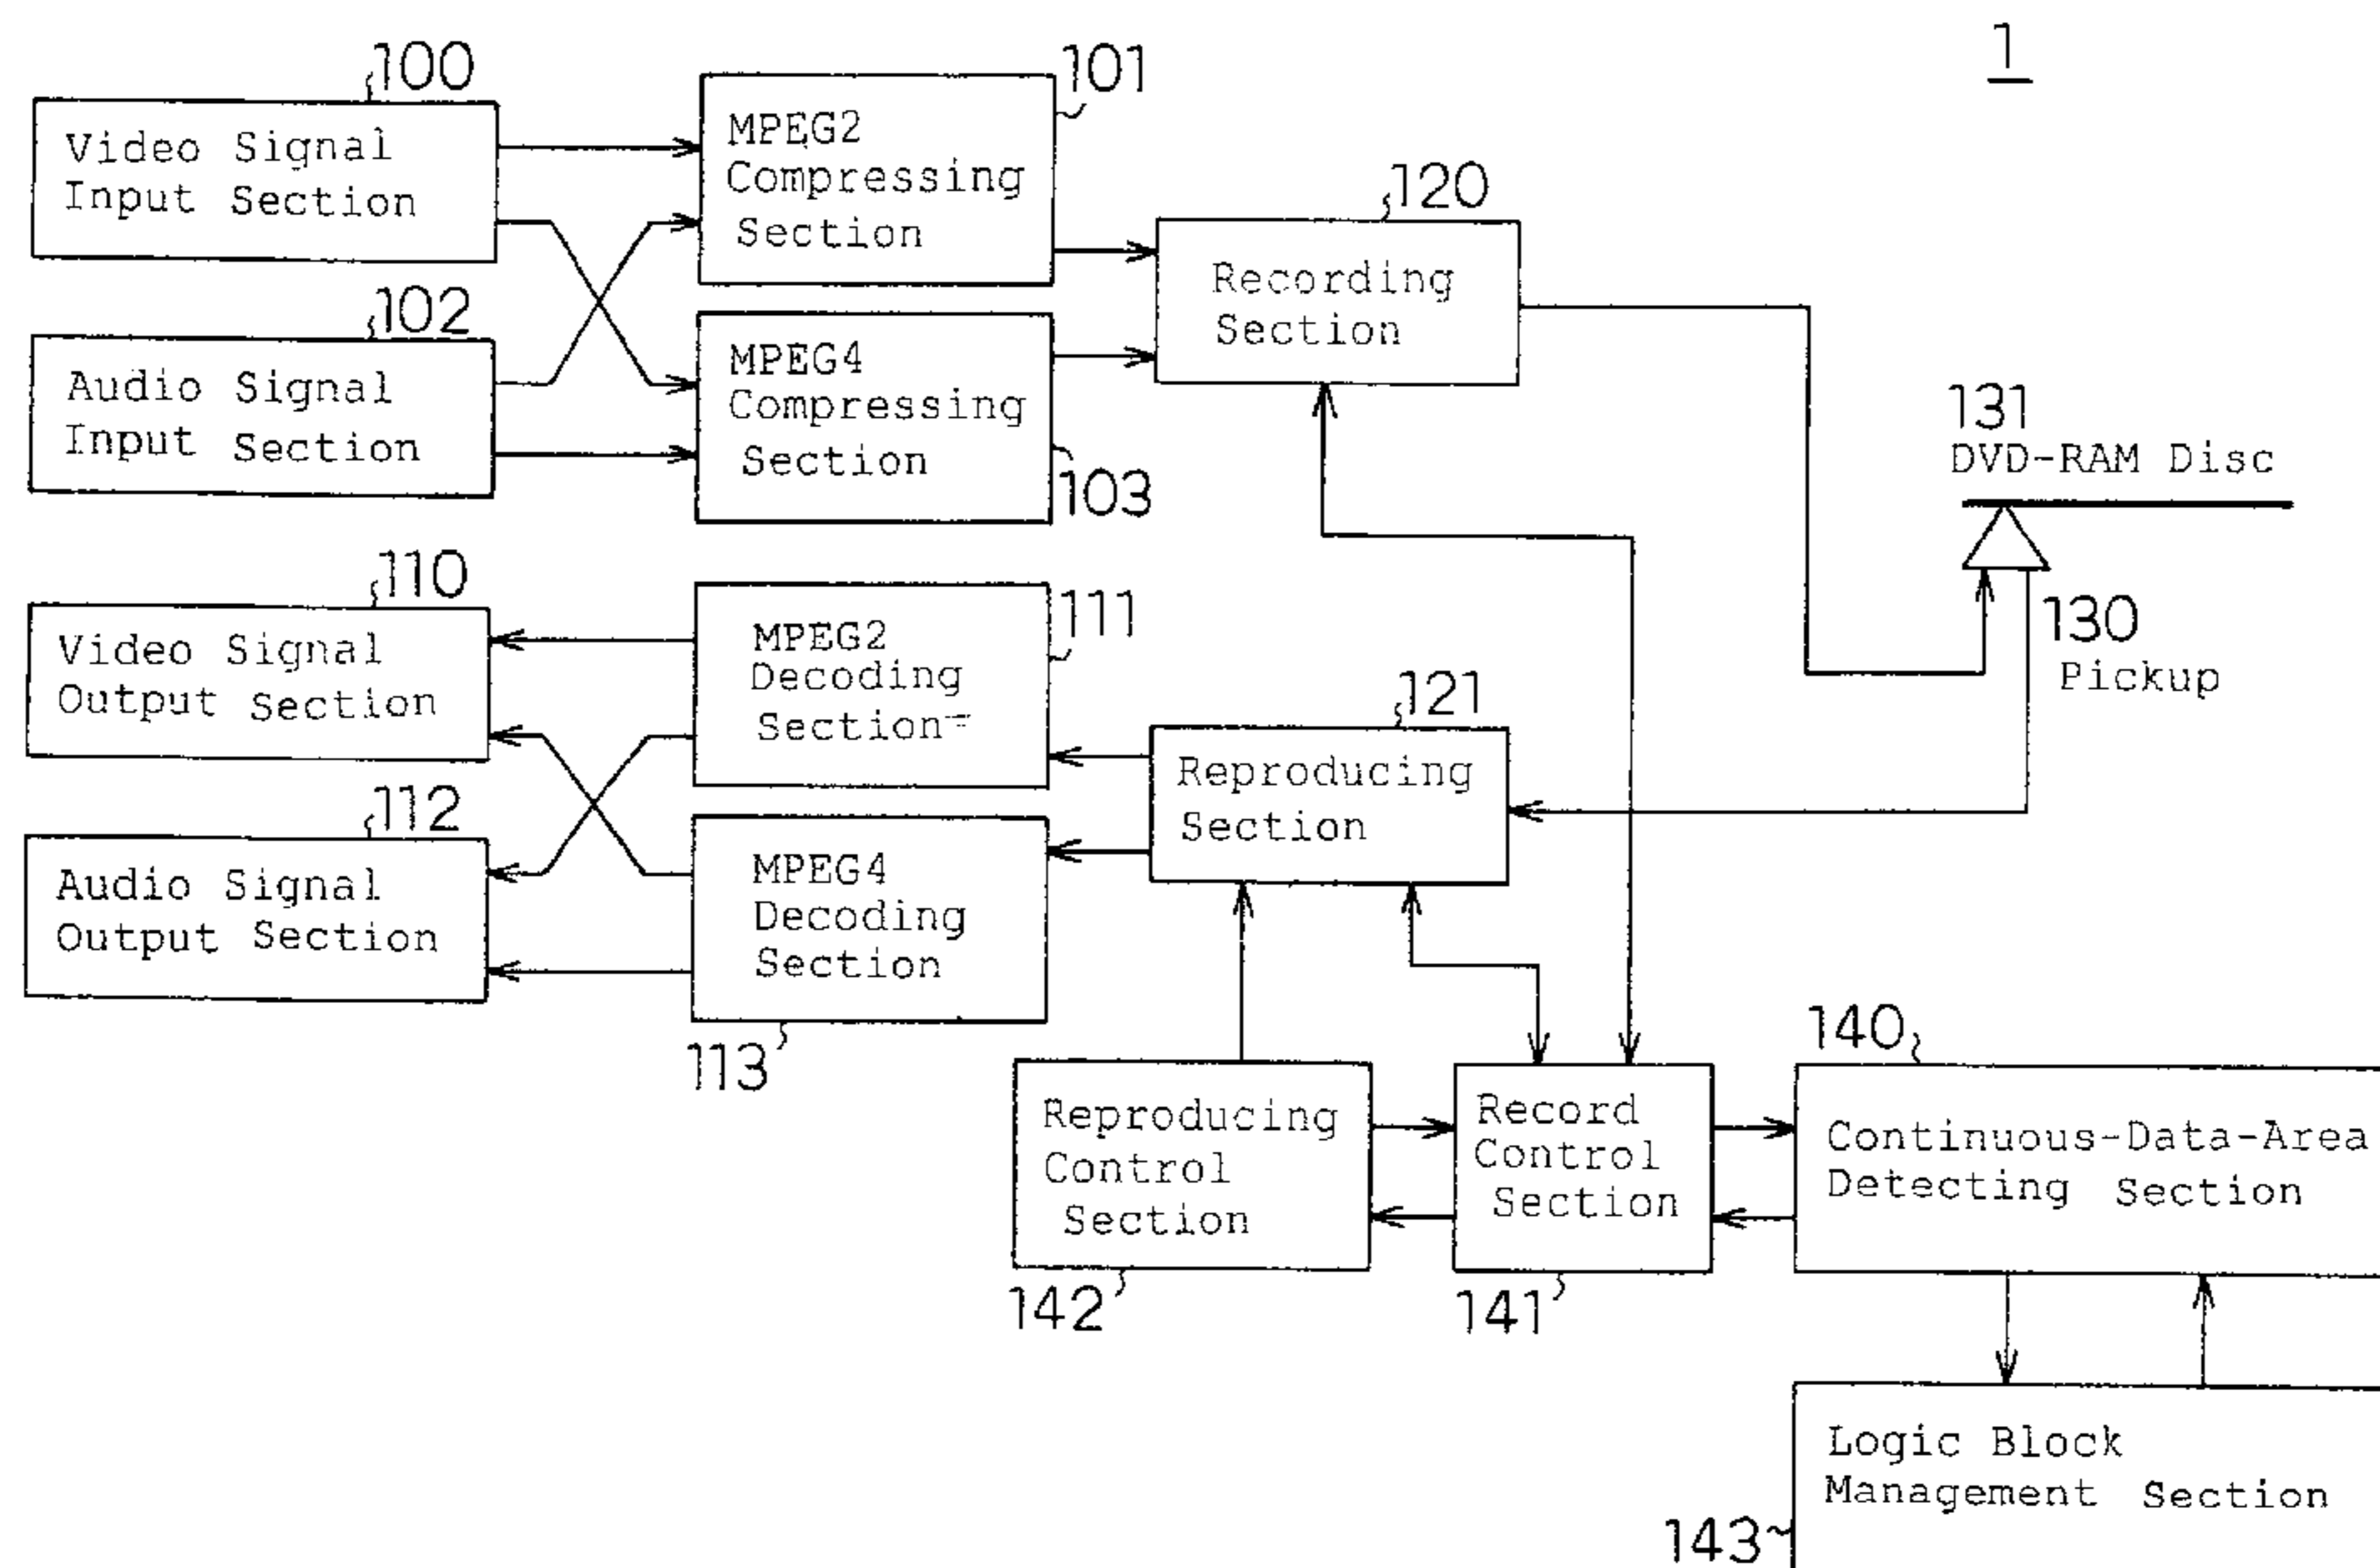 1
100
Video Signal
Input Section
101
MPEG2
Compressing
Section
102
Audio Signal
Input Section
MPEG4
Compressing
Section
103
120
Recording
Section
131
DVD-RAM Disc
130
Pickup
110
Video Signal
Output Section
111
MPEG2
Decoding
Section
112
Audio Signal
Output Section
MPEG4
Decoding
Section
113
121
Reproducing
Section
Reproducing
Control
Section
142
Record
Control
Section
141
140
Continuous-Data-Area
Detecting Section
Logic Block
Management Section
143